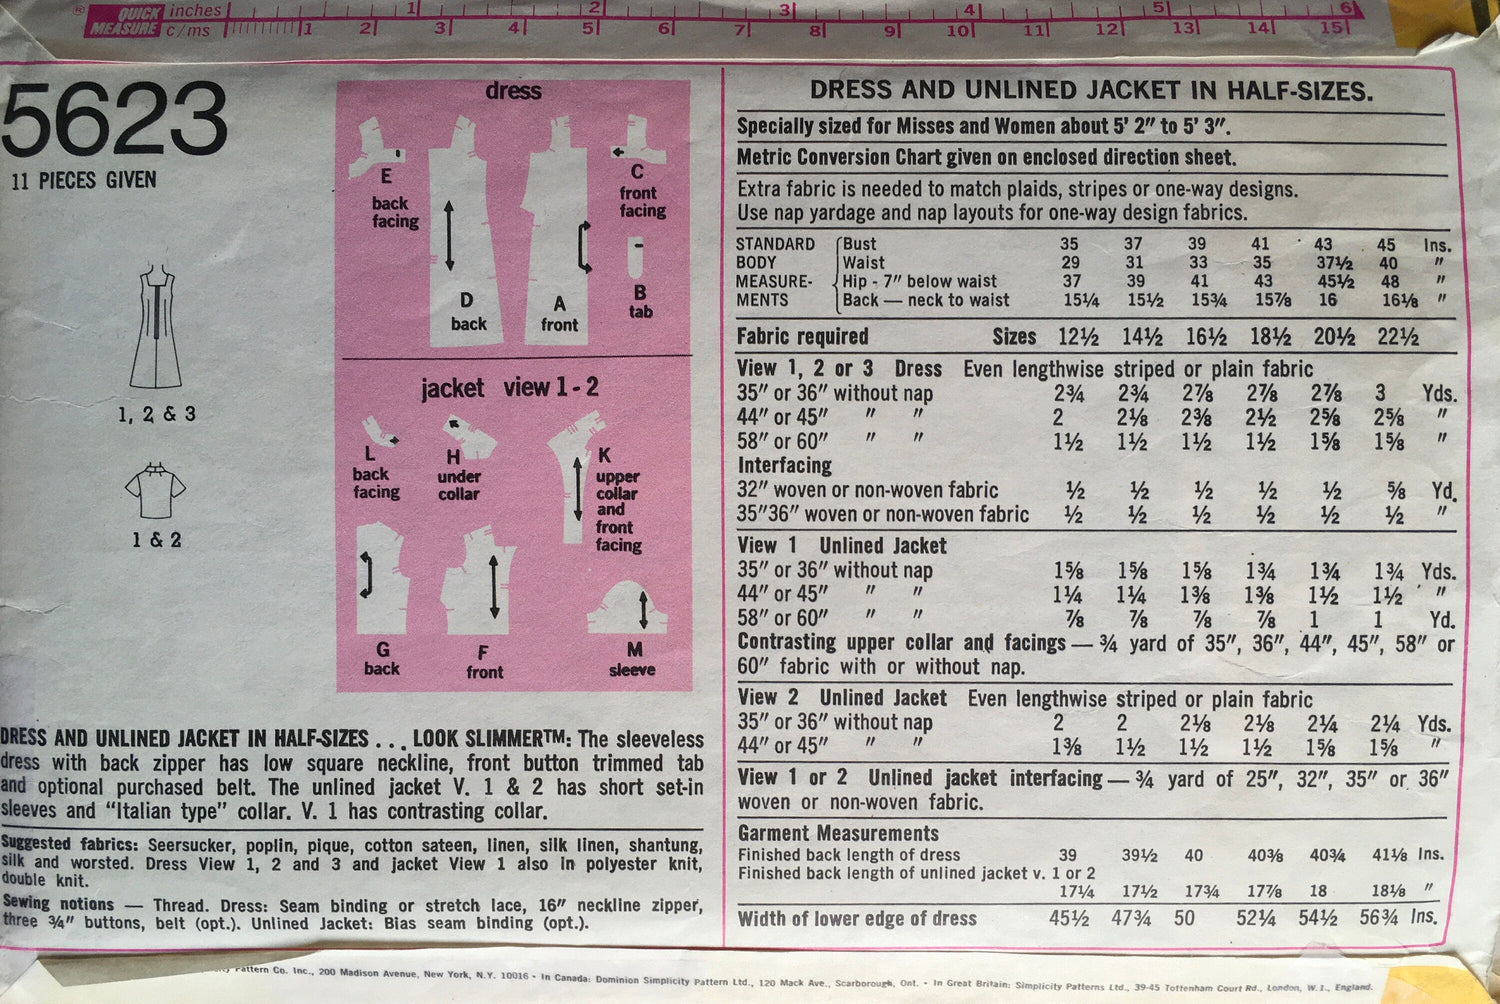 ® QUICK MEASURE inches 1 2 3 4 5 6
c/ms 1 2 3 4 5 6 7 8 9 10 11 12 13 14 15
5623
11 PIECES GIVEN
1, 2 & 3
1 & 2
dress
E
back
facing
D
back
A
front
C
front
facing
B
tab
jacket view 1 - 2
L
back
facing
H
under
collar
K
upper
collar
and
front
facing
G
back
F
front
M
sleeve
DRESS AND UNLINED JACKET IN HALF-SIZES . . . LOOK SLIMMER™: The sleeveless
dress with back zipper has low square neckline, front button trimmed tab
and optional purchased belt. The unlined jacket V. 1 & 2 has short set-in
sleeves and “Italian type” collar. V. 1 has contrasting collar.
Suggested fabrics: Seersucker, poplin, pique, cotton sateen, linen, silk linen, shantung,
silk and worsted. Dress View 1, 2 and 3 and jacket View 1 also in polyester knit,
double knit.
Sewing notions — Thread. Dress: Seam binding or stretch lace, 16″ neckline zipper,
three ¾″ buttons, belt (opt.). Unlined Jacket: Bias seam binding (opt.).
DRESS AND UNLINED JACKET IN HALF-SIZES.
Specially sized for Misses and Women about 5′ 2″ to 5′ 3″.
Metric Conversion Chart given on enclosed direction sheet.
Extra fabric is needed to match plaids, stripes or one-way designs.
Use nap yardage and nap layouts for one-way design fabrics.
STANDARD Bust 35 37 39 41 43 45 Ins.
BODY Waist 29 31 33 35 37½ 40 ″
MEASURE- Hip - 7″ below waist 37 39 41 43 45½ 48 ″
MENTS Back — neck to waist 15¼ 15½ 15¾ 15⅞ 16 16⅛ ″
Fabric required Sizes 12½ 14½ 16½ 18½ 20½ 22½
View 1, 2 or 3 Dress Even lengthwise striped or plain fabric
35″ or 36″ without nap 2¾ 2¾ 2⅞ 2⅞ 2⅞ 3 Yds.
44″ or 45″ ″ ″ 2 2⅛ 2⅜ 2½ 2⅝ 2⅝ ″
58″ or 60″ ″ ″ 1½ 1½ 1½ 1½ 1⅝ 1⅝ ″
Interfacing
32″ woven or non-woven fabric ½ ½ ½ ½ ½ ⅝ Yd.
35″36″ woven or non-woven fabric ½ ½ ½ ½ ½ ½ ″
View 1 Unlined Jacket
35″ or 36″ without nap 1⅝ 1⅝ 1⅝ 1¾ 1¾ 1¾ Yds.
44″ or 45″ ″ ″ 1¼ 1¼ 1⅜ 1⅜ 1½ 1½ ″
58″ or 60″ ″ ″ ⅞ ⅞ ⅞ ⅞ 1 1 Yd.
Contrasting upper collar and facings — ¾ yard of 35″, 36″, 44″, 45″, 58″ or
60″ fabric with or without nap.
View 2 Unlined Jacket Even lengthwise striped or plain fabric
35″ or 36″ without nap 2 2 2⅛ 2⅛ 2¼ 2¼ Yds.
44″ or 45″ ″ ″ 1⅜ 1½ 1½ 1½ 1⅝ 1⅝ ″
View 1 or 2 Unlined jacket interfacing — ¾ yard of 25″, 32″, 35″ or 36″
woven or non-woven fabric.
Garment Measurements
Finished back length of dress 39 39½ 40 40⅜ 40¾ 41⅛ Ins.
Finished back length of unlined jacket v. 1 or 2
17¼ 17½ 17¾ 17⅞ 18 18⅛ ″
Width of lower edge of dress 45½ 47¾ 50 52¼ 54½ 56¾ Ins.
Pattern Co. Inc., 200 Madison Avenue, New York, N.Y. 10016 • In Canada: Dominion Simplicity Pattern Ltd., 120 Mack Ave., Scarborough, Ont. • In Great Britain: Simplicity Patterns Ltd., 39-45 Tottenham Court Rd., London, W. 1., England.